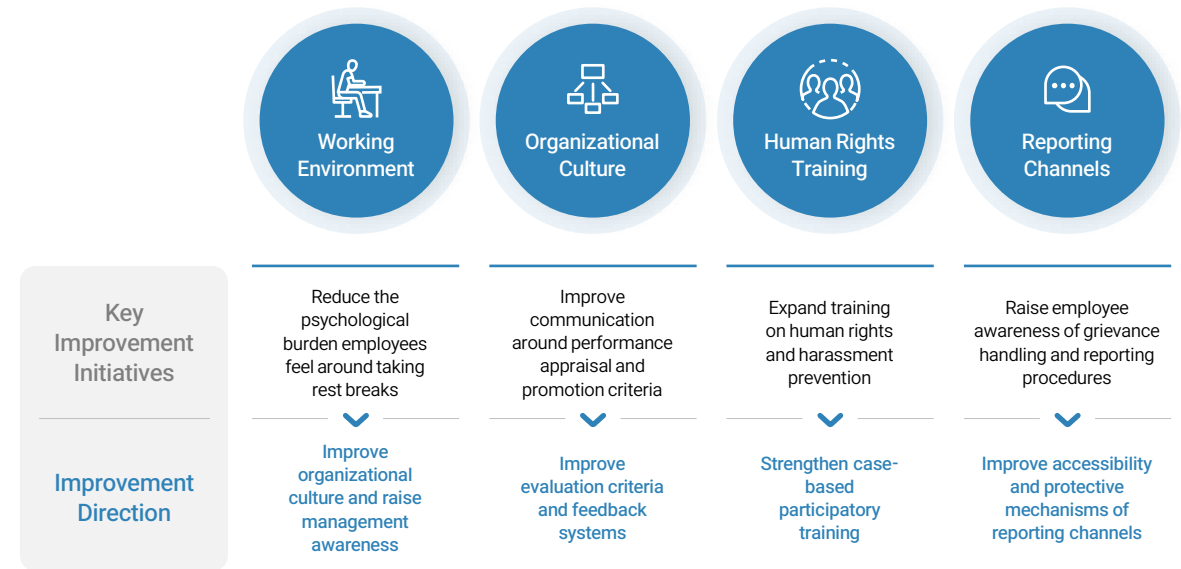 Working
Environment
Organizational
Culture
Human Rights
Training
Reporting
Channels
Key
Improvement
Initiatives
Reduce the
psychological
burden employees
feel around taking
rest breaks
Improve
communication
around performance
appraisal and
promotion criteria
Expand training
on human rights
and harassment
prevention
Raise employee
awareness of grievance
handling and reporting
procedures
Improvement
Direction
Improve
organizational
culture and raise
management
awareness
Improve
evaluation criteria
and feedback
systems
Strengthen case-
based
participatory
training
Improve accessibility
and protective
mechanisms of
reporting channels